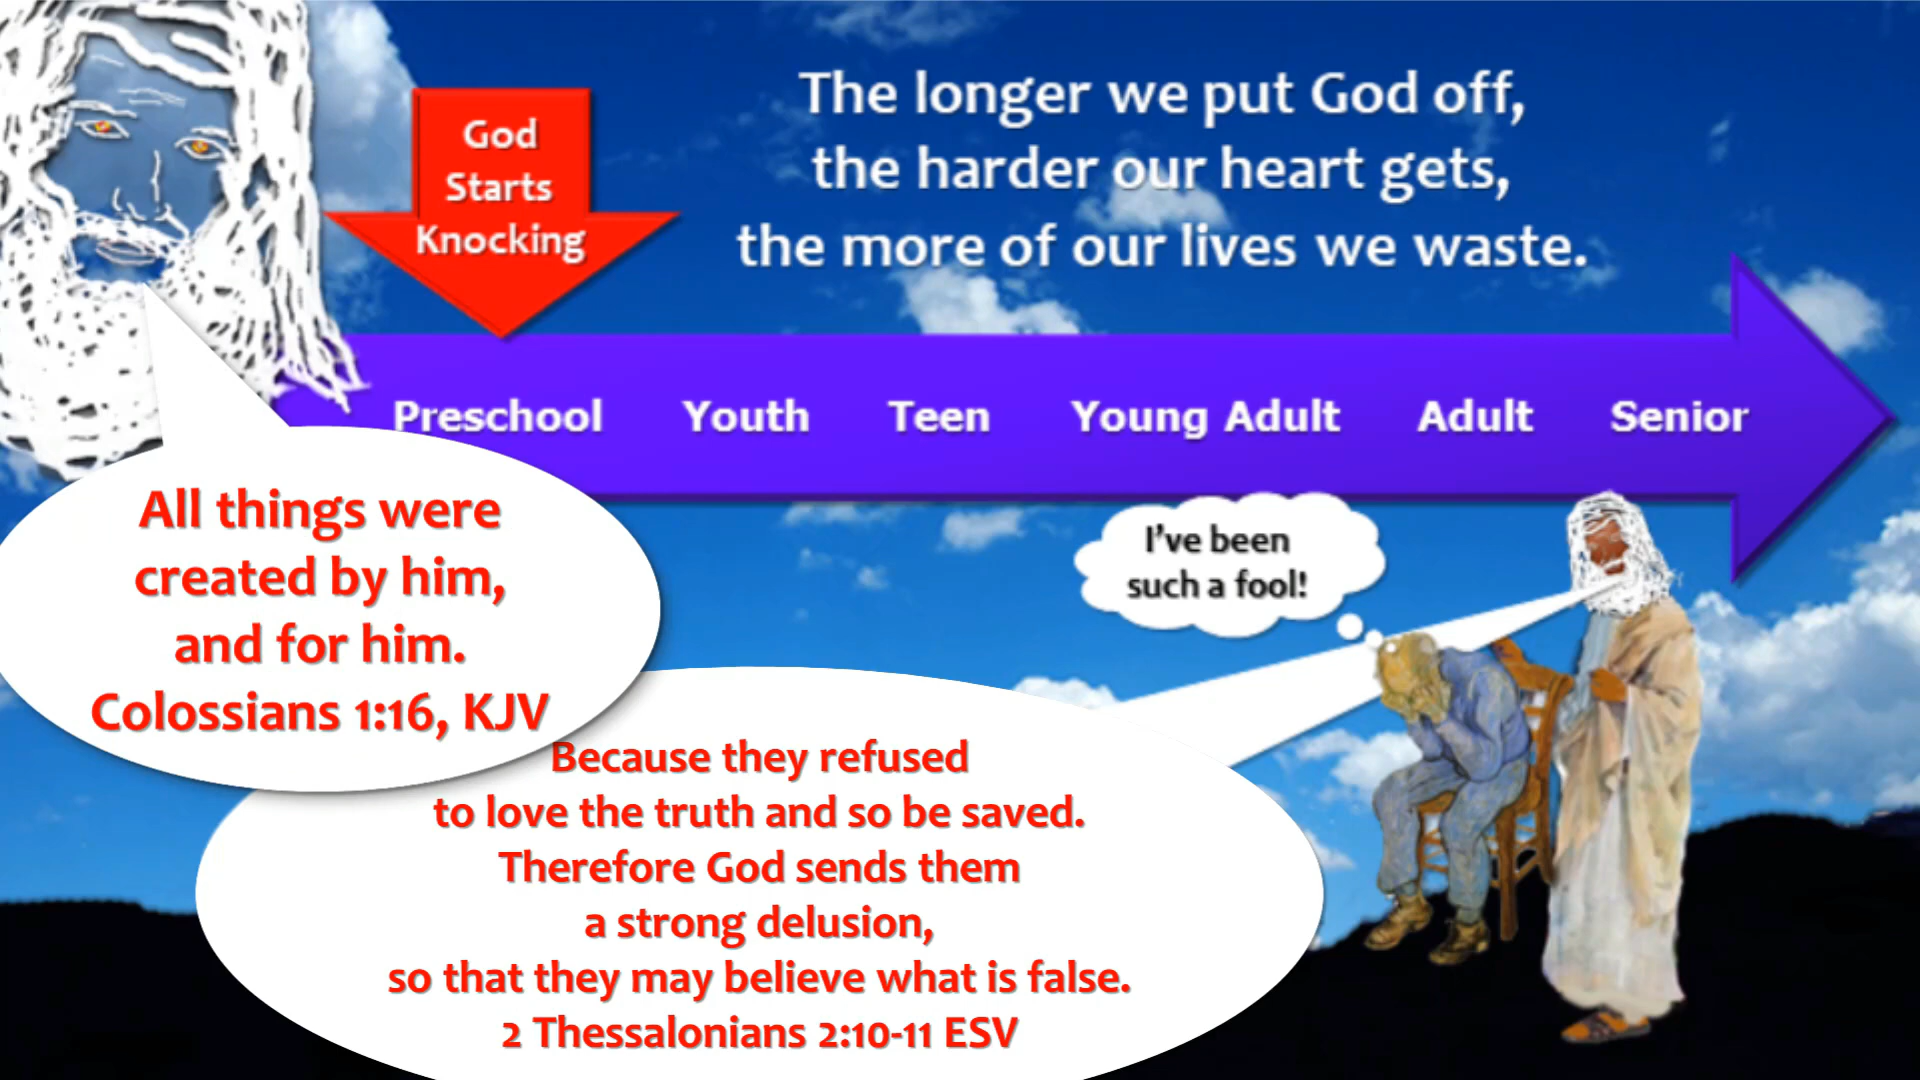 The longer we put God off,
the harder our heart gets,
the more of our lives we waste.
God
Starts
Knocking
Preschool Youth Teen Young Adult Adult Senior
All things were
created by him,
and for him.
Colossians 1:16, KJV
I've been
such a fool!
Because they refused
to love the truth and so be saved.
Therefore God sends them
a strong delusion,
so that they may believe what is false.
2 Thessalonians 2:10-11 ESV